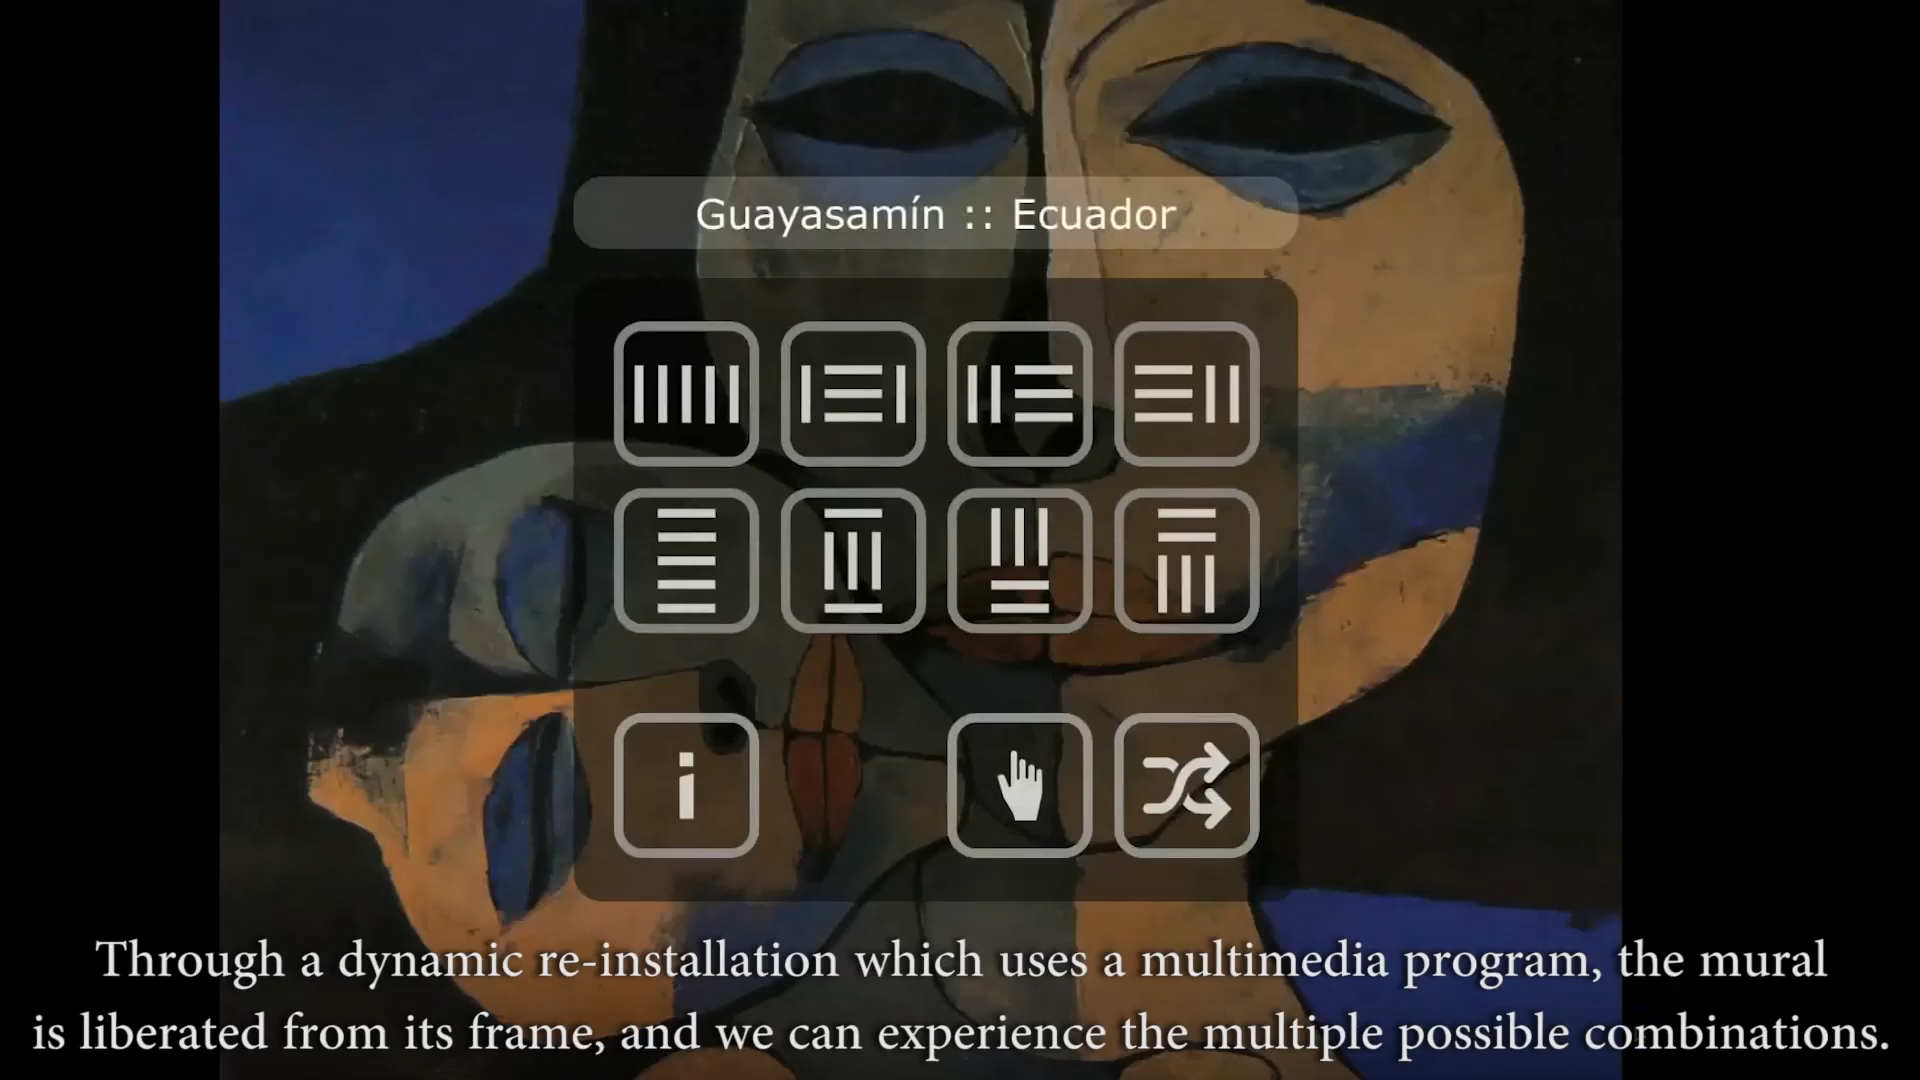 Guayasamín :: Ecuador
i
Through a dynamic re-installation which uses a multimedia program, the mural
is liberated from its frame, and we can experience the multiple possible combinations.